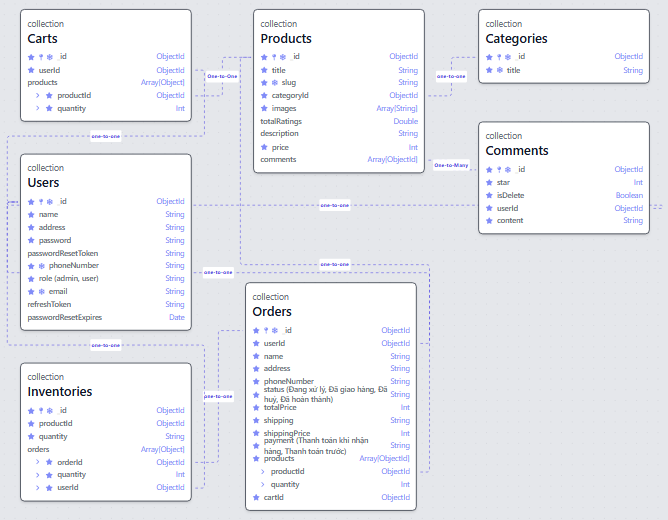 collection
Carts
_id ObjectId
userId ObjectId
products Array[Object]
productId ObjectId
quantity Int
collection
Products
_id ObjectId
title String
slug String
categoryId ObjectId
images Array[String]
totalRatings Double
description String
price Int
comments Array[ObjectId]
collection
Categories
_id ObjectId
title String
One-to-One
one-to-one
one-to-one
collection
Comments
_id ObjectId
star Int
isDelete Boolean
userId ObjectId
content String
One-to-Many
collection
Users
_id ObjectId
name String
address String
password String
passwordResetToken String
phoneNumber String
role (admin, user) String
email String
refreshToken String
passwordResetExpires Date
one-to-one
one-to-one
one-to-one
collection
Orders
_id ObjectId
userId ObjectId
name String
address String
phoneNumber String
status (Đang xử lý, Đã giao hàng, Đã
huỷ, Đã hoàn thành) String
totalPrice Int
shipping String
shippingPrice Int
payment (Thanh toán khi nhận
hàng, Thanh toán trước) String
products Array[ObjectId]
productId ObjectId
quantity Int
cartId ObjectId
one-to-one
one-to-one
collection
Inventories
_id ObjectId
productId ObjectId
quantity String
orders Array[Object]
orderId ObjectId
quantity Int
userId ObjectId